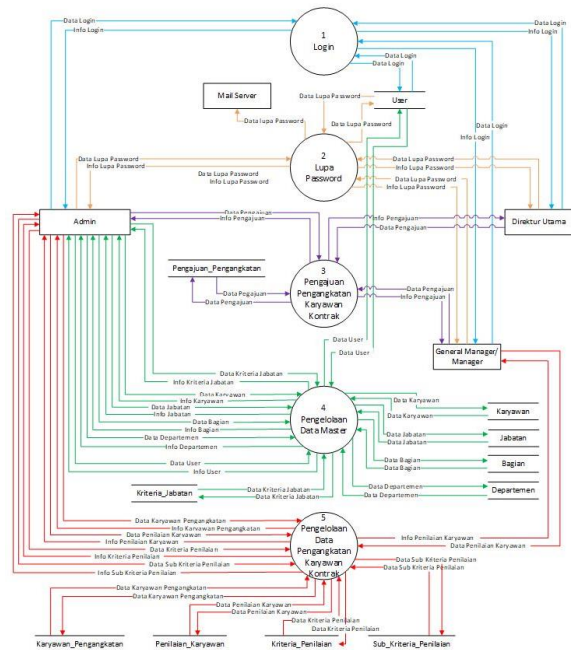 Data Login
Info Login
1
Login
Data Login
Info Login
Data Login
Data Login
Data Login
Info Login
Mail Server
User
Data Lupa Password
Data Lupa Password
Data Lupa Password
2
Lupa
Password
Data Lupa Password
Info Lupa Password
Data Lupa Password
Info Lupa Password
Data Lupa Password
Info Lupa Password
Data Lupa Password
Info Lupa Password
Admin
Data Pengajuan
Info Pengajuan
Info Pengajuan
Data Pengajuan
Direktur Utama
Pengajuan_Pengangkatan
Data Pegajuan
Data Pengajuan
3
Pengajuan
Pengangkatan
Karyawan
Kontrak
Data Pengajuan
Info Pengajuan
General Manager/
Manager
Data User
Data User
Data Kriteria Jabatan
Info Kriteria Jabatan
Data Karyawan
Info Karyawan
Data Jabatan
Info Jabatan
Data Bagian
Info Bagian
Data Departemen
Info Departemen
Data User
Info User
4
Pengelolaan
Data Master
Data Karyawan
Data Karyawan
Karyawan
Data Jabatan
Data Jabatan
Jabatan
Data Bagian
Data Bagian
Bagian
Data Departemen
Data Departemen
Departemen
Kriteria_Jabatan
Data Kriteria Jabatan
Data Kriteria Jabatan
Data Karyawan Pengangkatan
Info Karyawan Pengangkatan
Data Penilaian Karyawan
Info Penilaian Karyawan
Data Kriteria Penilaian
Info Kriteria Penilaian
Data Sub Kriteria Penilaian
Info Sub Kriteria Penilaian
5
Pengelolaan
Data
Pengangkatan
Karyawan
Kontrak
Info Penilaian Karyawan
Data Penilaian Karyawan
Data Sub Kriteria Penilaian
Data Sub Kriteria Penilaian
Data Karyawan Pengangkatan
Data Karyawan Pengangkatan
Data Penilaian Karyawan
Data Penilaian Karyawan
Data Kriteria Penilaian
Data Kriteria Penilaian
Karyawan_Pengangkatan
Penilaian_Karyawan
Kriteria_Penilaian
Sub_Kriteria_Penilaian